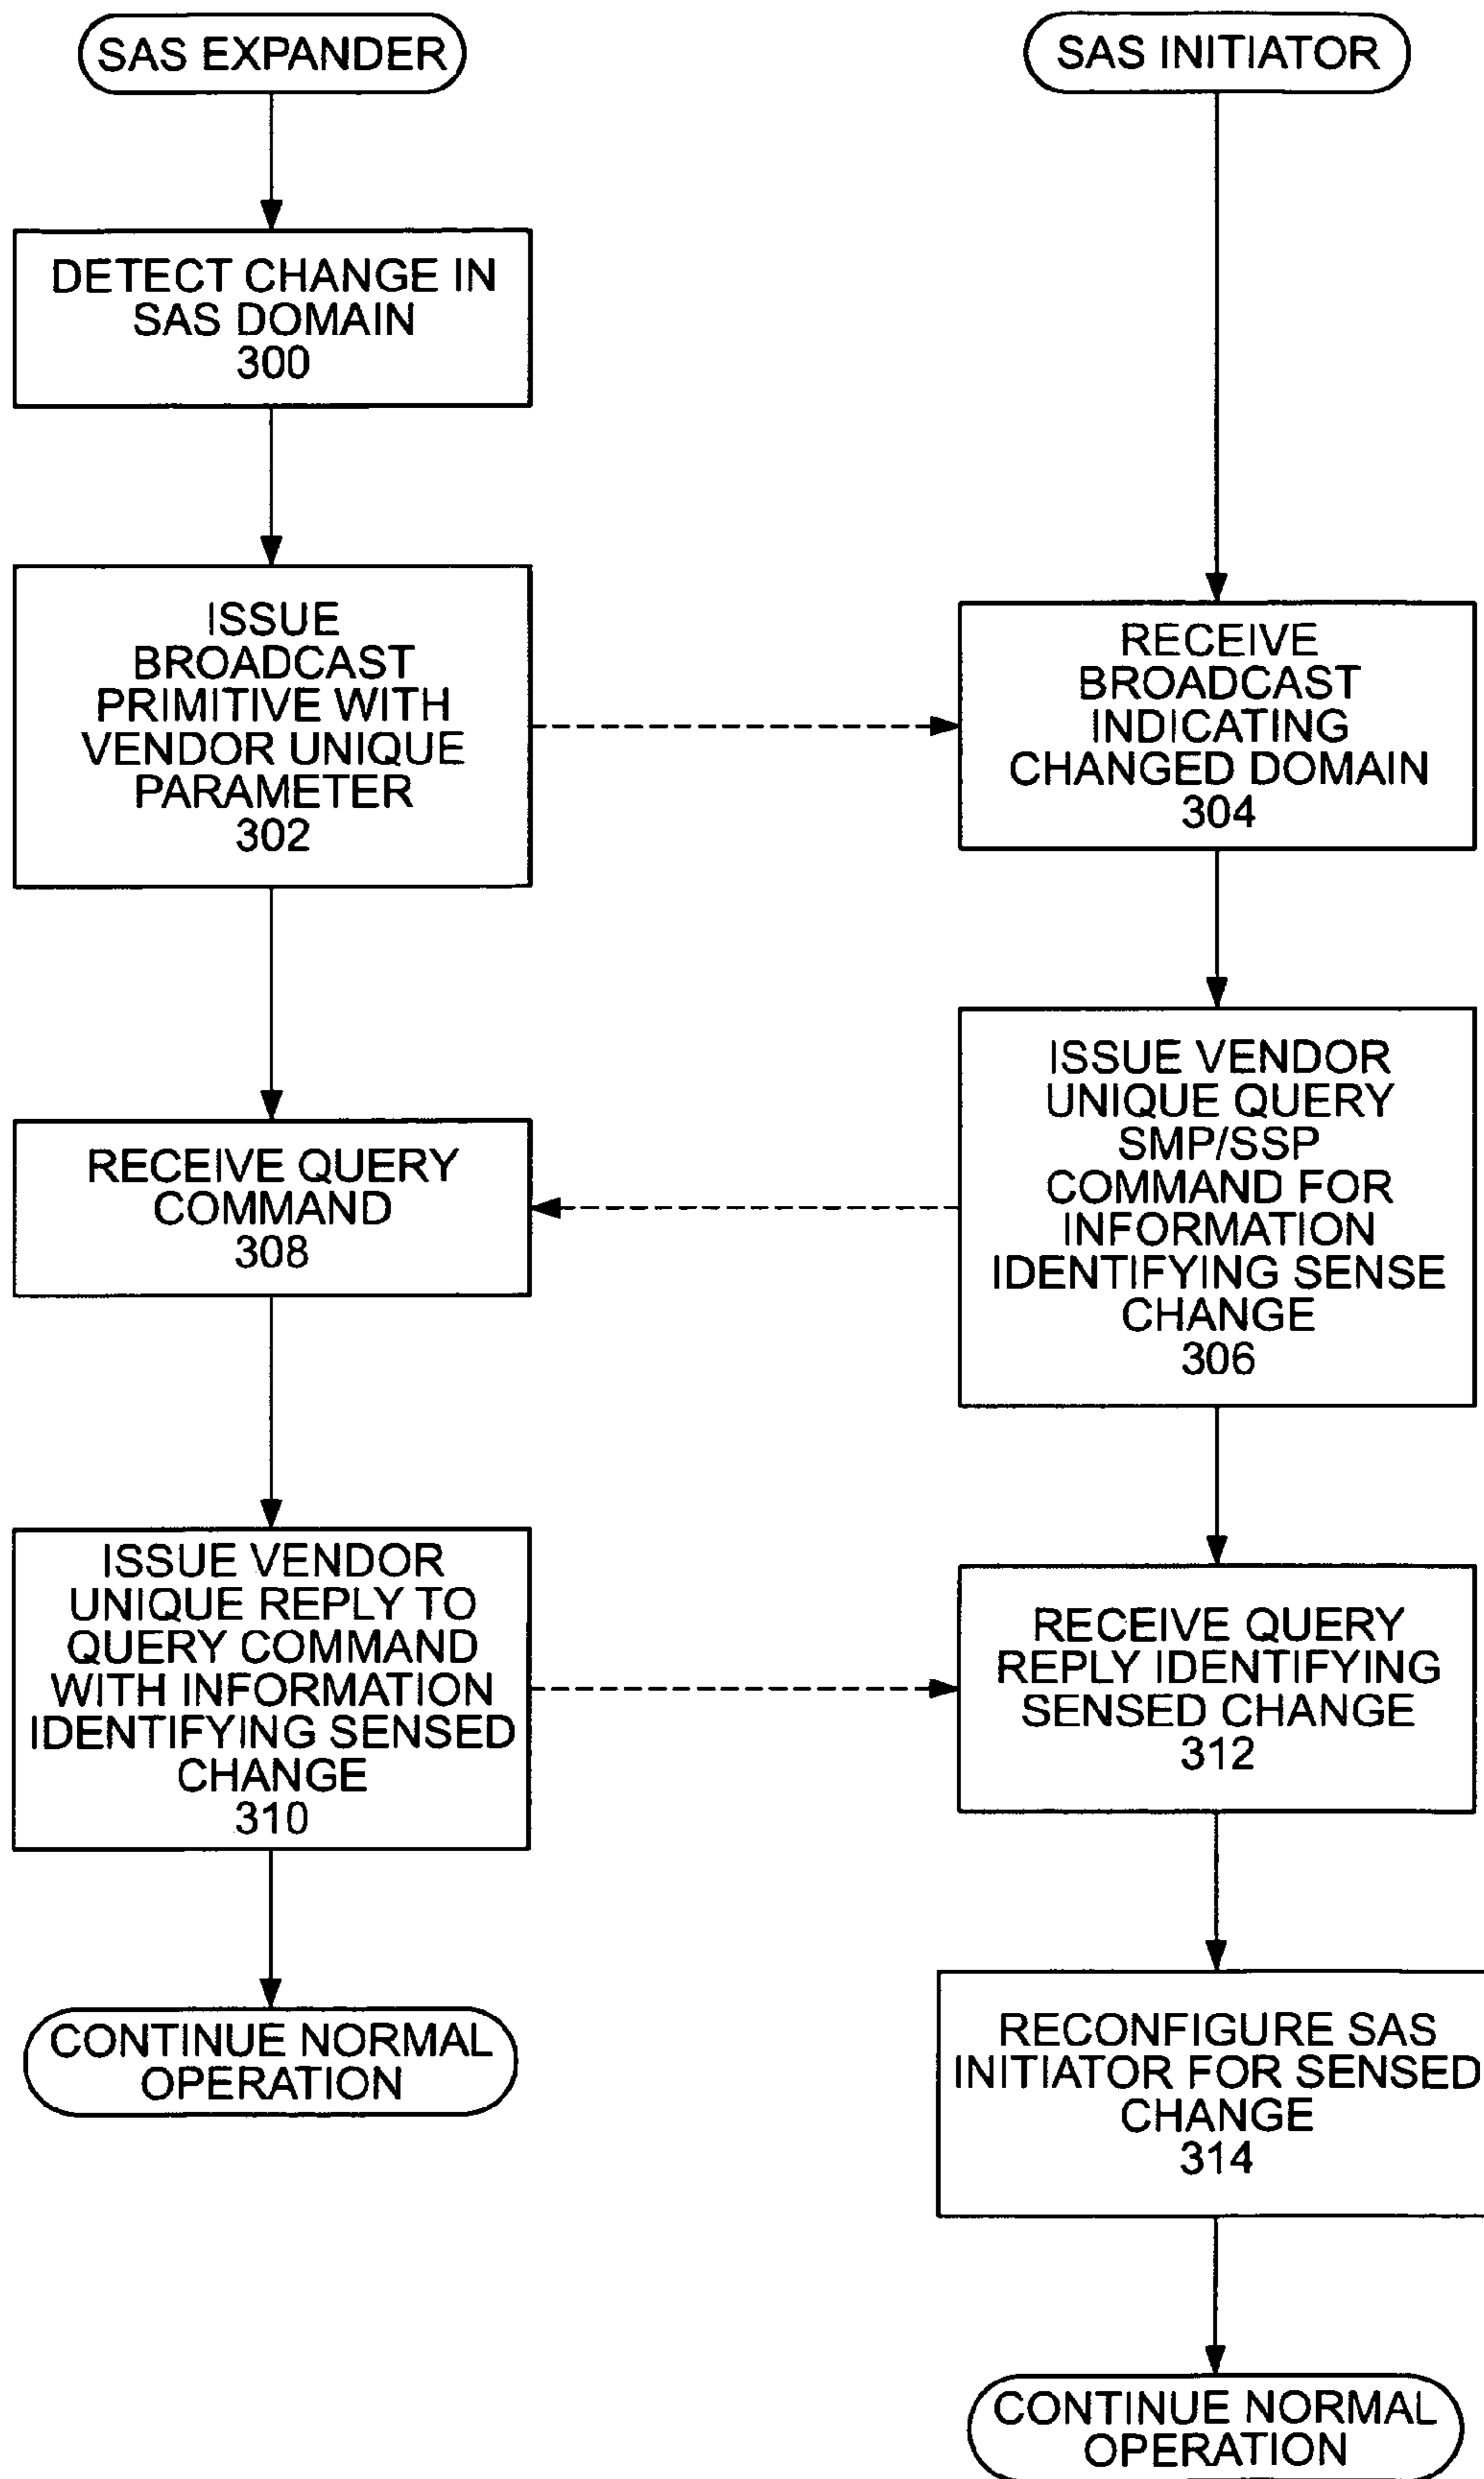 SAS EXPANDER
DETECT CHANGE IN
SAS DOMAIN
300
ISSUE
BROADCAST
PRIMITIVE WITH
VENDOR UNIQUE
PARAMETER
302
RECEIVE QUERY
COMMAND
308
ISSUE VENDOR
UNIQUE REPLY TO
QUERY COMMAND
WITH INFORMATION
IDENTIFYING SENSED
CHANGE
310
CONTINUE NORMAL
OPERATION
SAS INITIATOR
RECEIVE
BROADCAST
INDICATING
CHANGED DOMAIN
304
ISSUE VENDOR
UNIQUE QUERY
SMP/SSP
COMMAND FOR
INFORMATION
IDENTIFYING SENSE
CHANGE
306
RECEIVE QUERY
REPLY IDENTIFYING
SENSED CHANGE
312
RECONFIGURE SAS
INITIATOR FOR SENSED
CHANGE
314
CONTINUE NORMAL
OPERATION